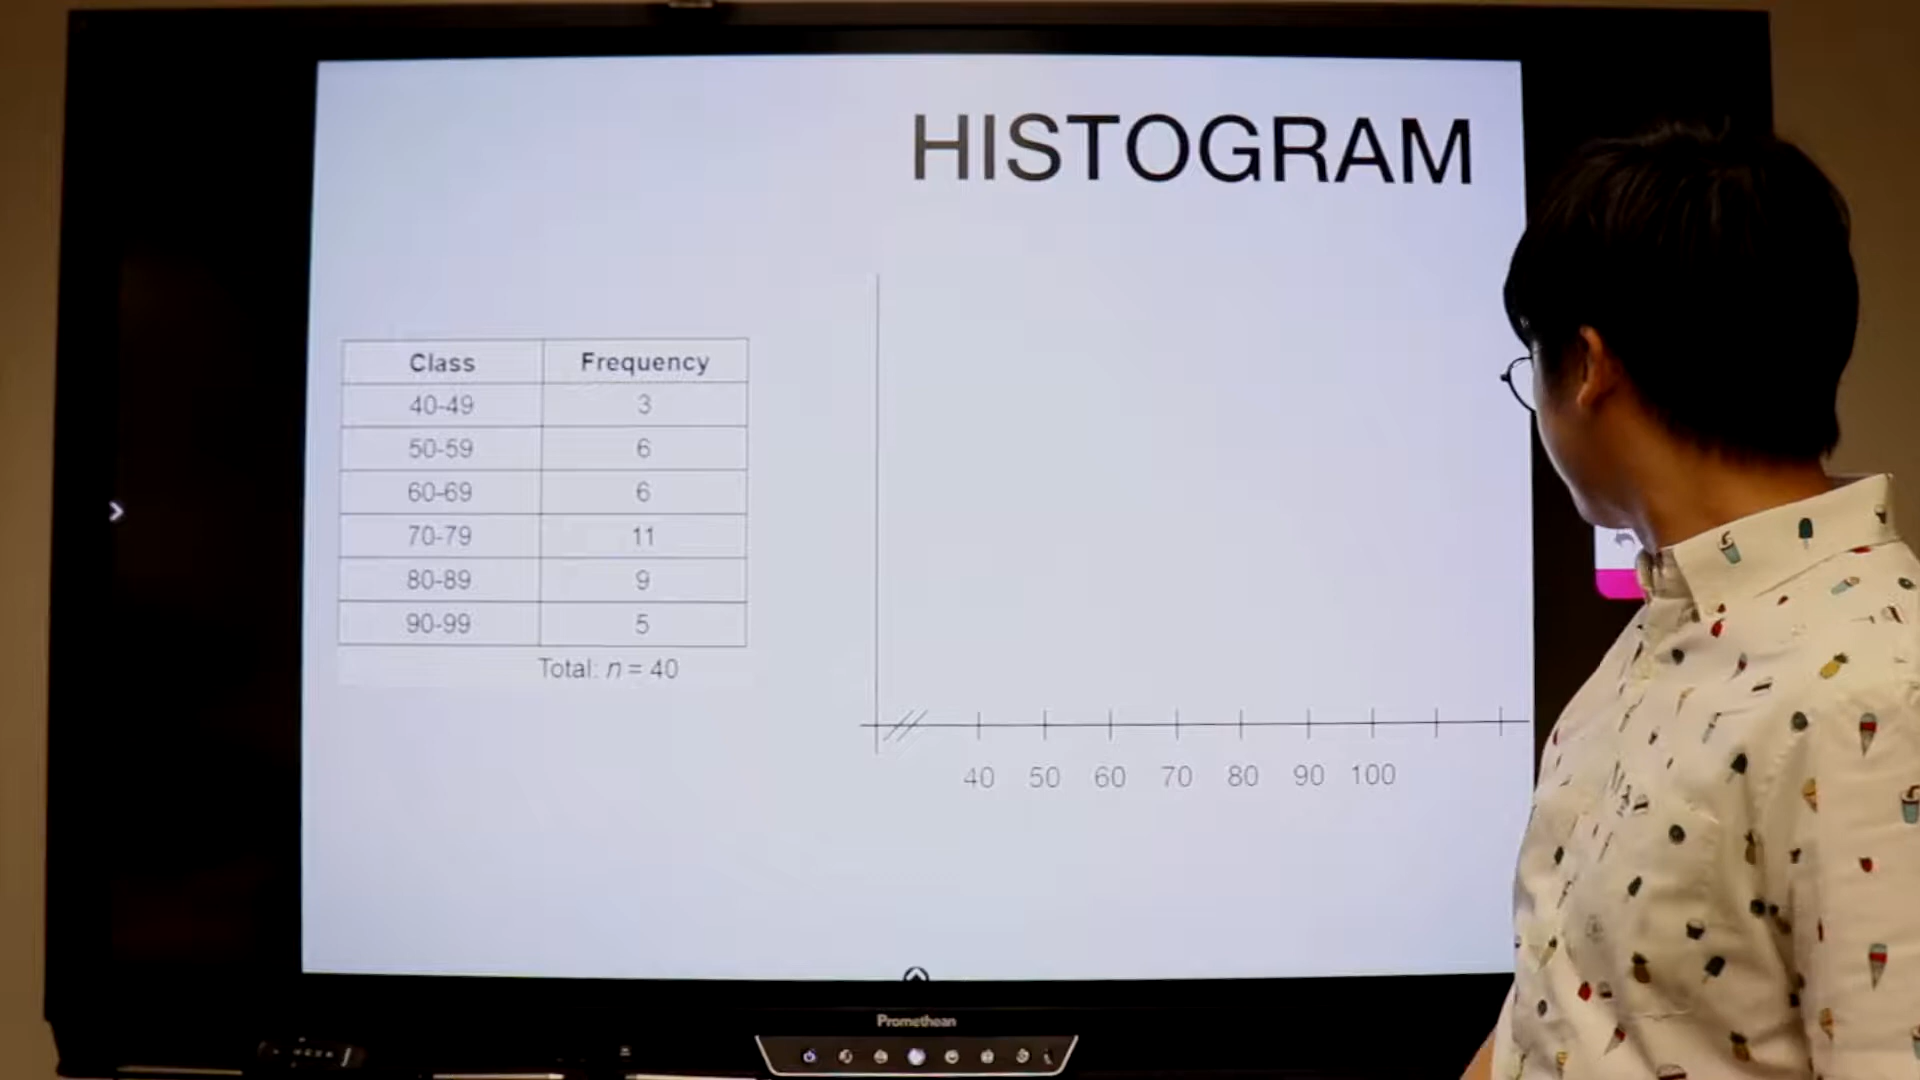 HISTOGRAM
Class Frequency
40-49 3
50-59 6
60-69 6
70-79 11
80-89 9
90-99 5
Total: n = 40
40 50 60 70 80 90 100
Promethean